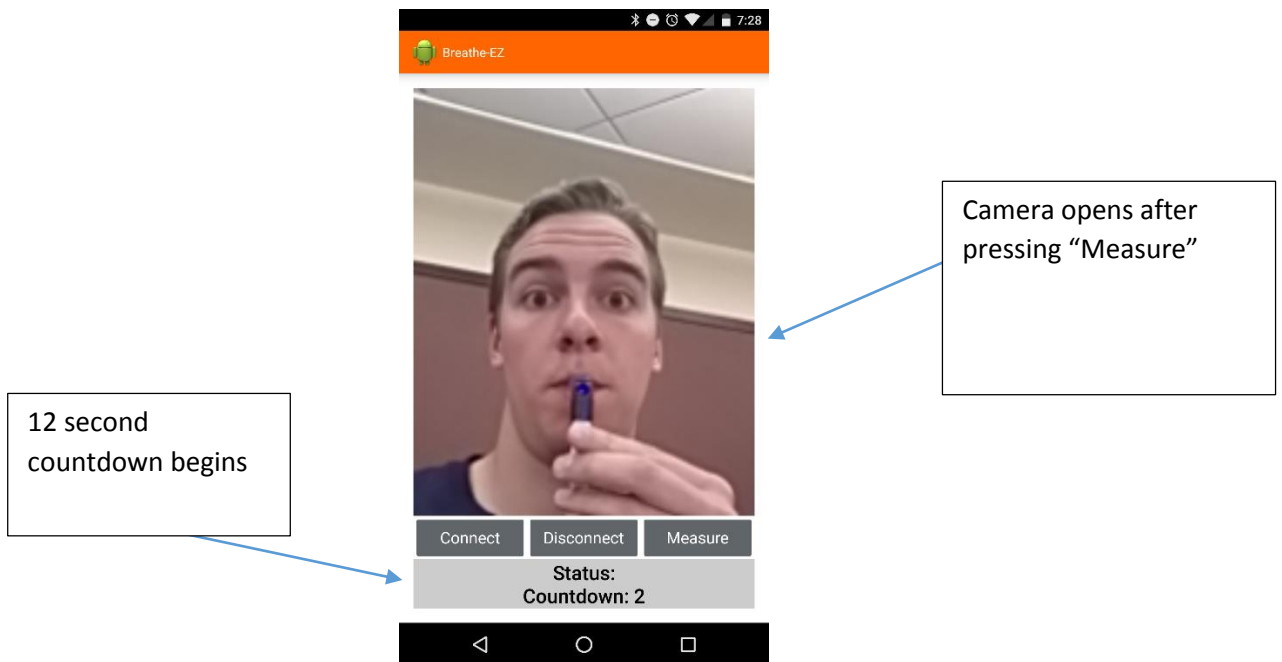 7:28
Breathe-EZ
Camera opens after
pressing “Measure”
12 second
countdown begins
Connect Disconnect Measure
Status:
Countdown: 2